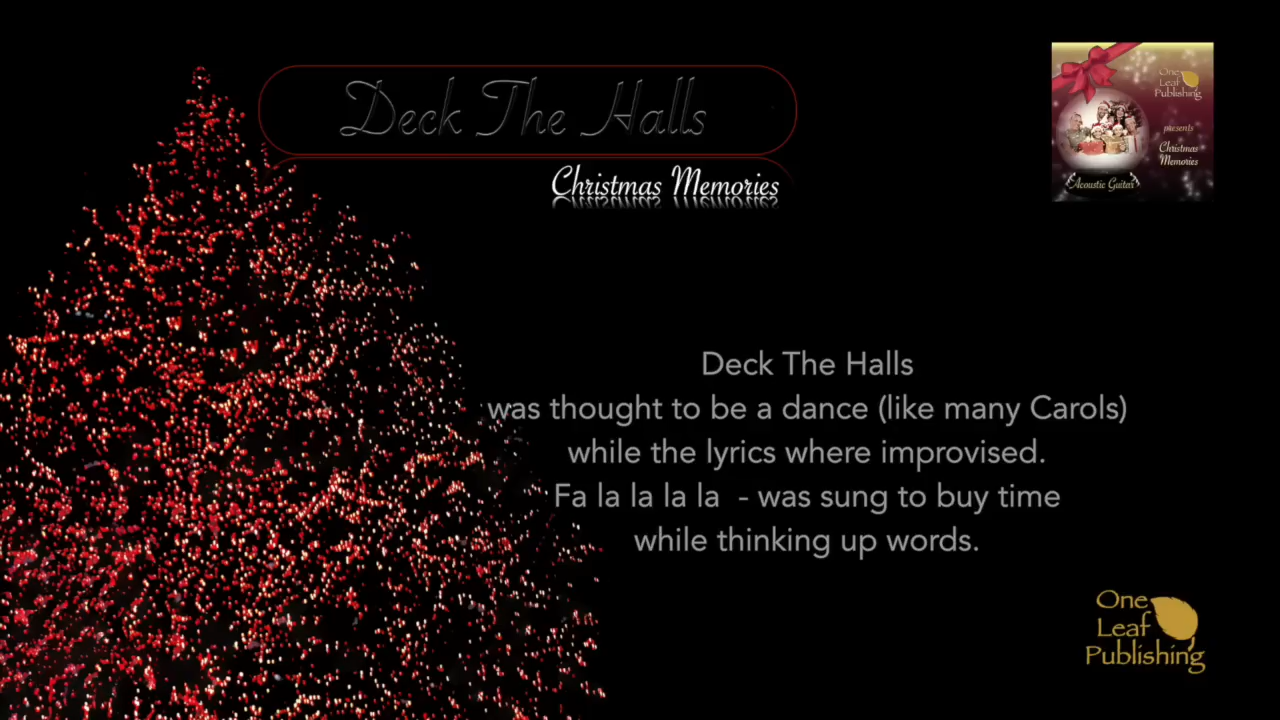 Deck The Halls
Christmas Memories
One
Leaf
Publishing
presents
Christmas
Memories
Acoustic Guitar
Deck The Halls
was thought to be a dance (like many Carols)
while the lyrics where improvised.
Fa la la la la - was sung to buy time
while thinking up words.
One
Leaf
Publishing